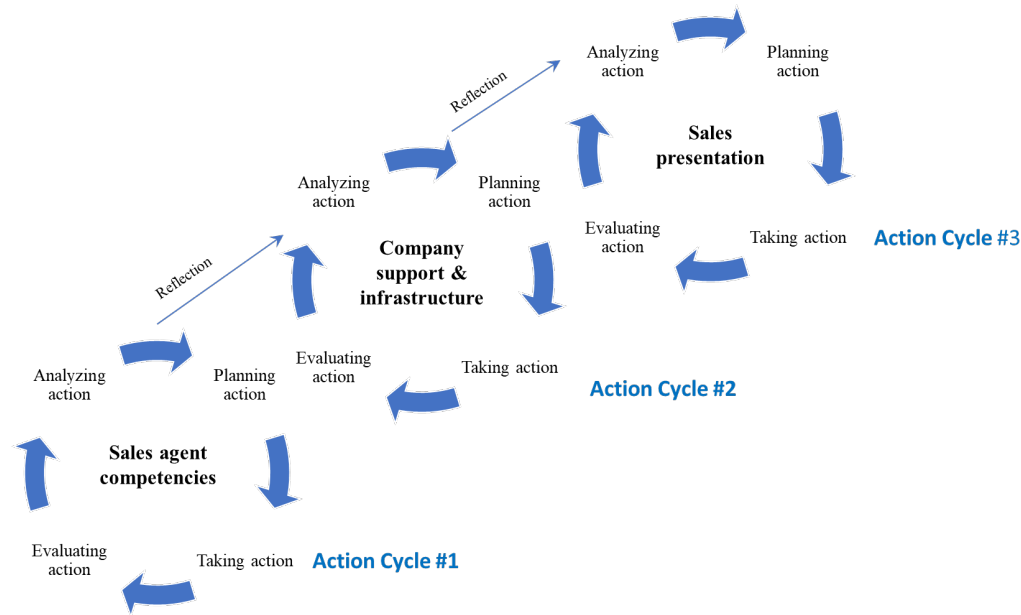 Analyzing
action
Planning
action
Sales
presentation
Evaluating
action
Taking action
Action Cycle #3
Reflection
Analyzing
action
Planning
action
Company
support &
infrastructure
Evaluating
action
Taking action
Action Cycle #2
Reflection
Analyzing
action
Planning
action
Sales agent
competencies
Evaluating
action
Taking action
Action Cycle #1